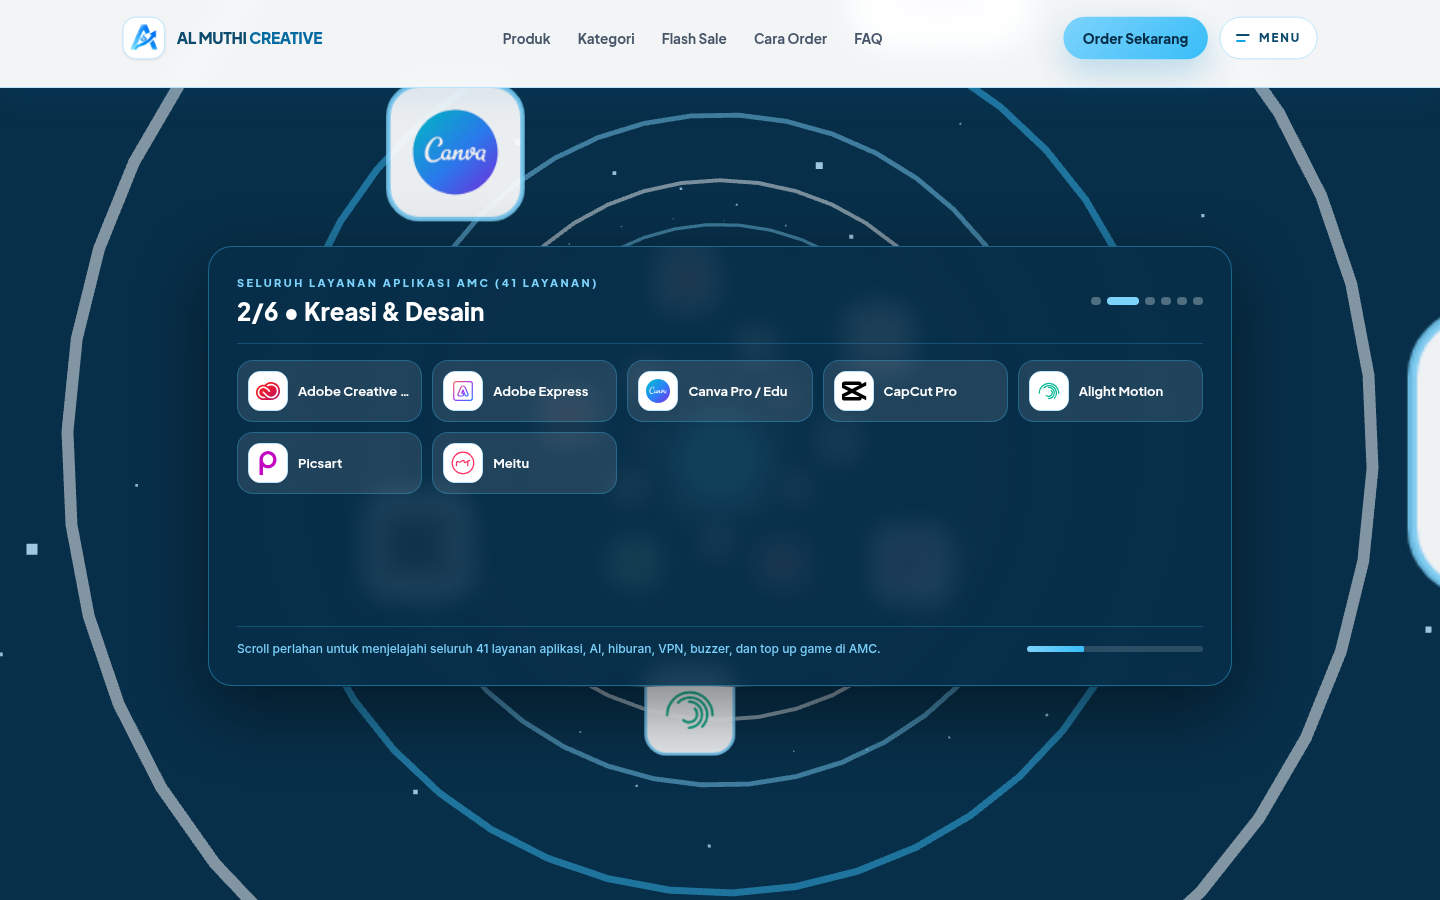 AL MUTHI CREATIVE
Produk
Kategori
Flash Sale
Cara Order
FAQ
Order Sekarang
MENU
Canva
SELURUH LAYANAN APLIKASI AMC (41 LAYANAN)
2/6 • Kreasi & Desain
Adobe Creative ...
Adobe Express
Canva
Canva Pro / Edu
CapCut Pro
Alight Motion
Picsart
Meitu
Scroll perlahan untuk menjelajahi seluruh 41 layanan aplikasi, AI, hiburan, VPN, buzzer, dan top up game di AMC.